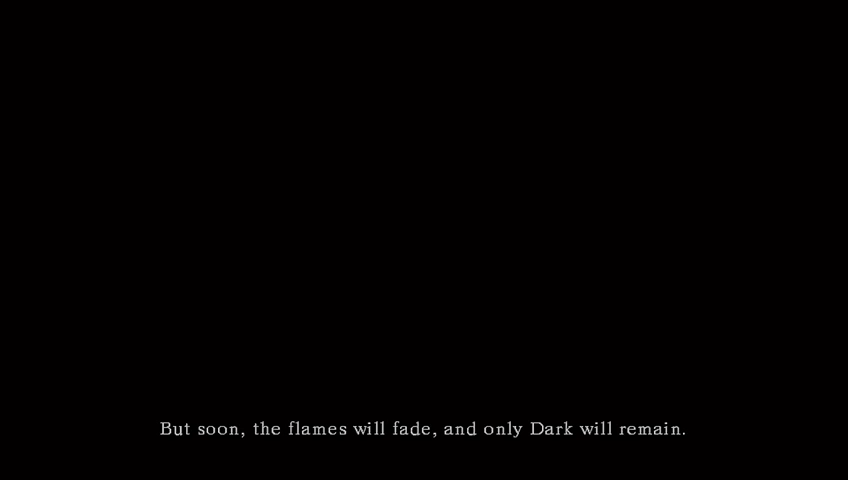 But soon, the flames will fade, and only Dark will remain.